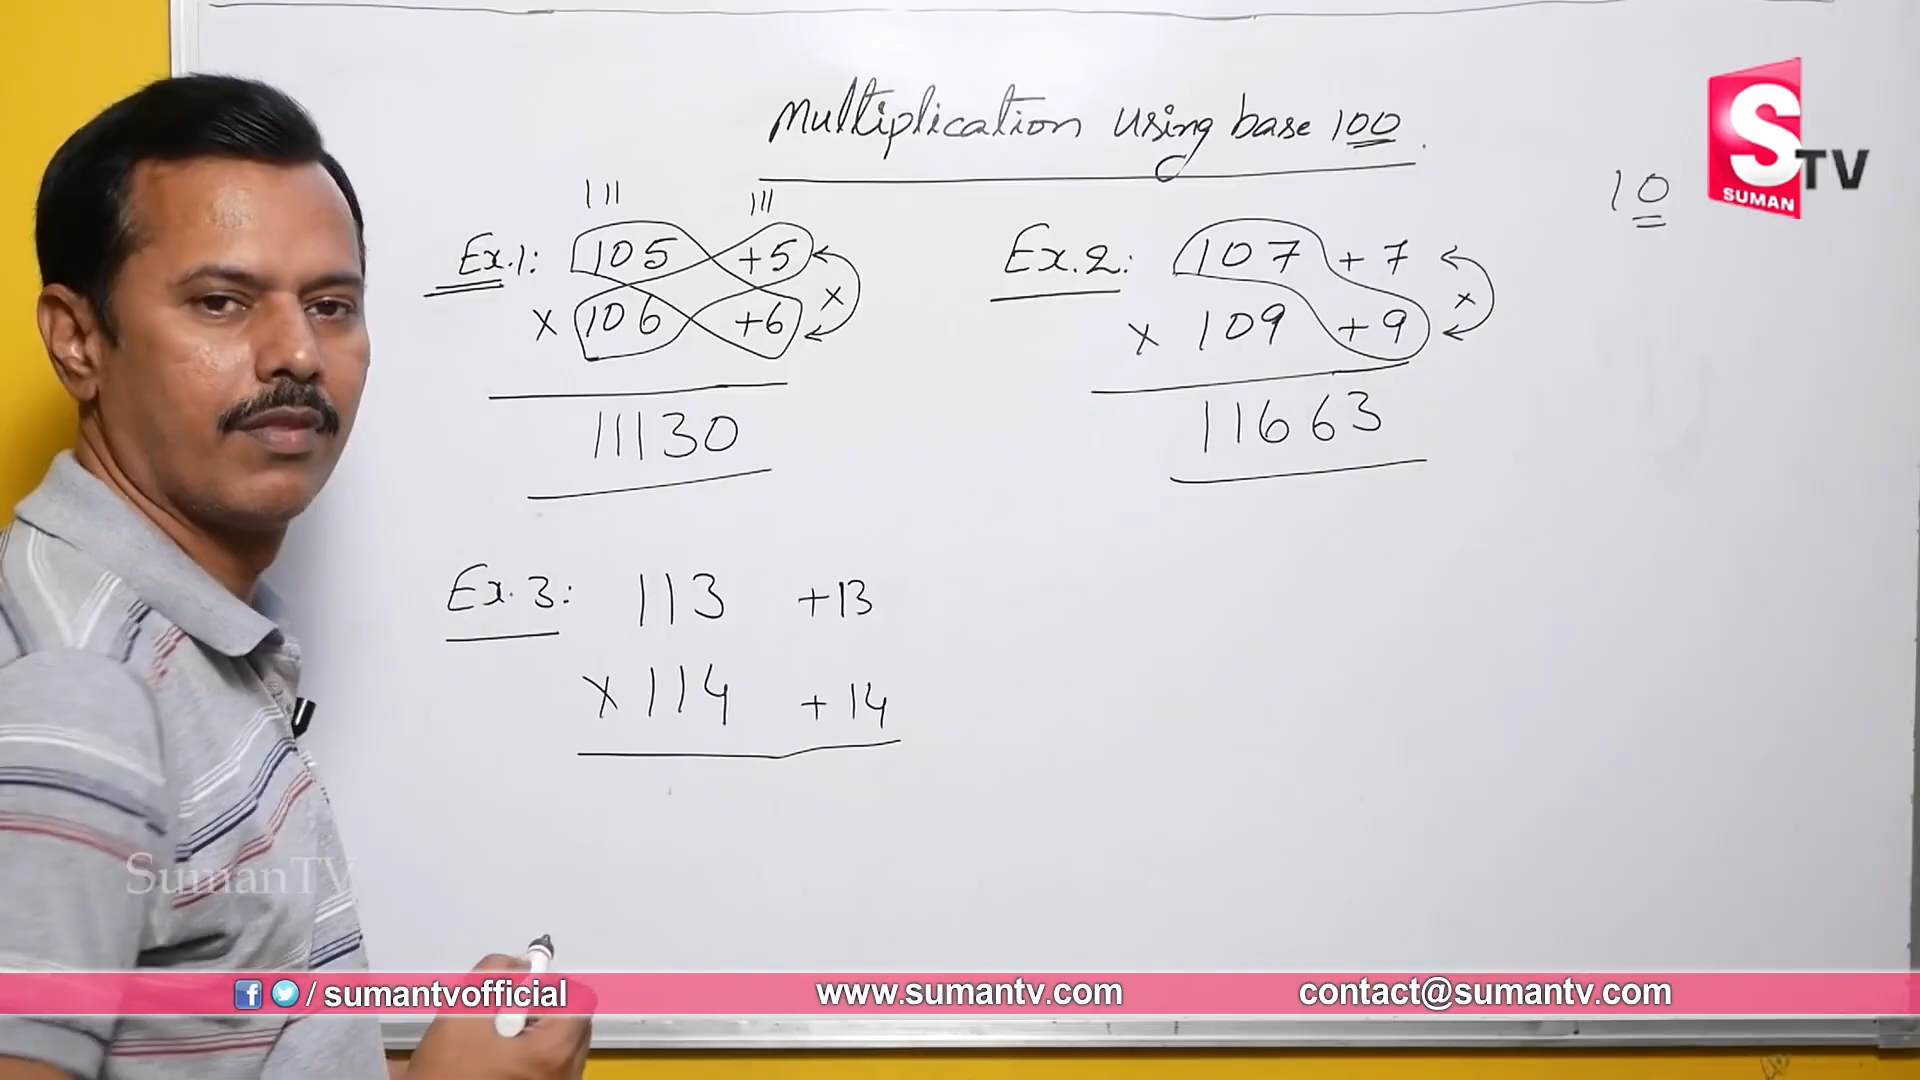 Multiplication using base 100.
10
S TV
SUMAN
111 111
Ex.1: 105 +5
x 106 +6
x
11130
Ex.2: 107 +7
x 109 +9
x
11663
Ex.3: 113 +13
x 114 +14
SumanTV
/ sumantvofficial www.sumantv.com contact@sumantv.com